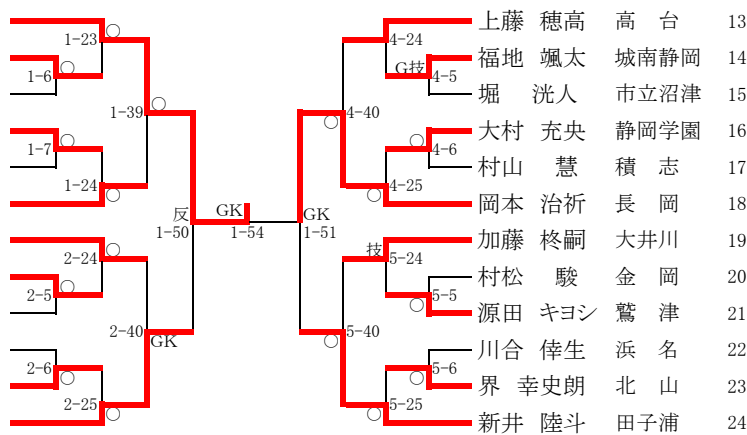 上藤 穂高 高 台 13
1-23 ○ 4-24
福地 颯太 城南静岡 14
○ G技
1-6 4-5
堀 洸人 市立沼津 15
○
1-39 ○ 4-40
大村 充央 静岡学園 16
○ ○
1-7 4-6
村山 慧 積 志 17
1-24 ○ ○ 4-25
岡本 治祈 長 岡 18
反 GK GK
1-50 1-54 1-51
加藤 柊嗣 大井川 19
2-24 ○ 技 5-24
村松 駿 金 岡 20
○
2-5 ○ 5-5
源田 キヨシ 鷲 津 21
2-40 GK ○ 5-40
川合 倖生 浜 名 22
2-6 ○ ○ 5-6
界 幸史朗 北 山 23
2-25 ○ ○ 5-25
新井 陸斗 田子浦 24